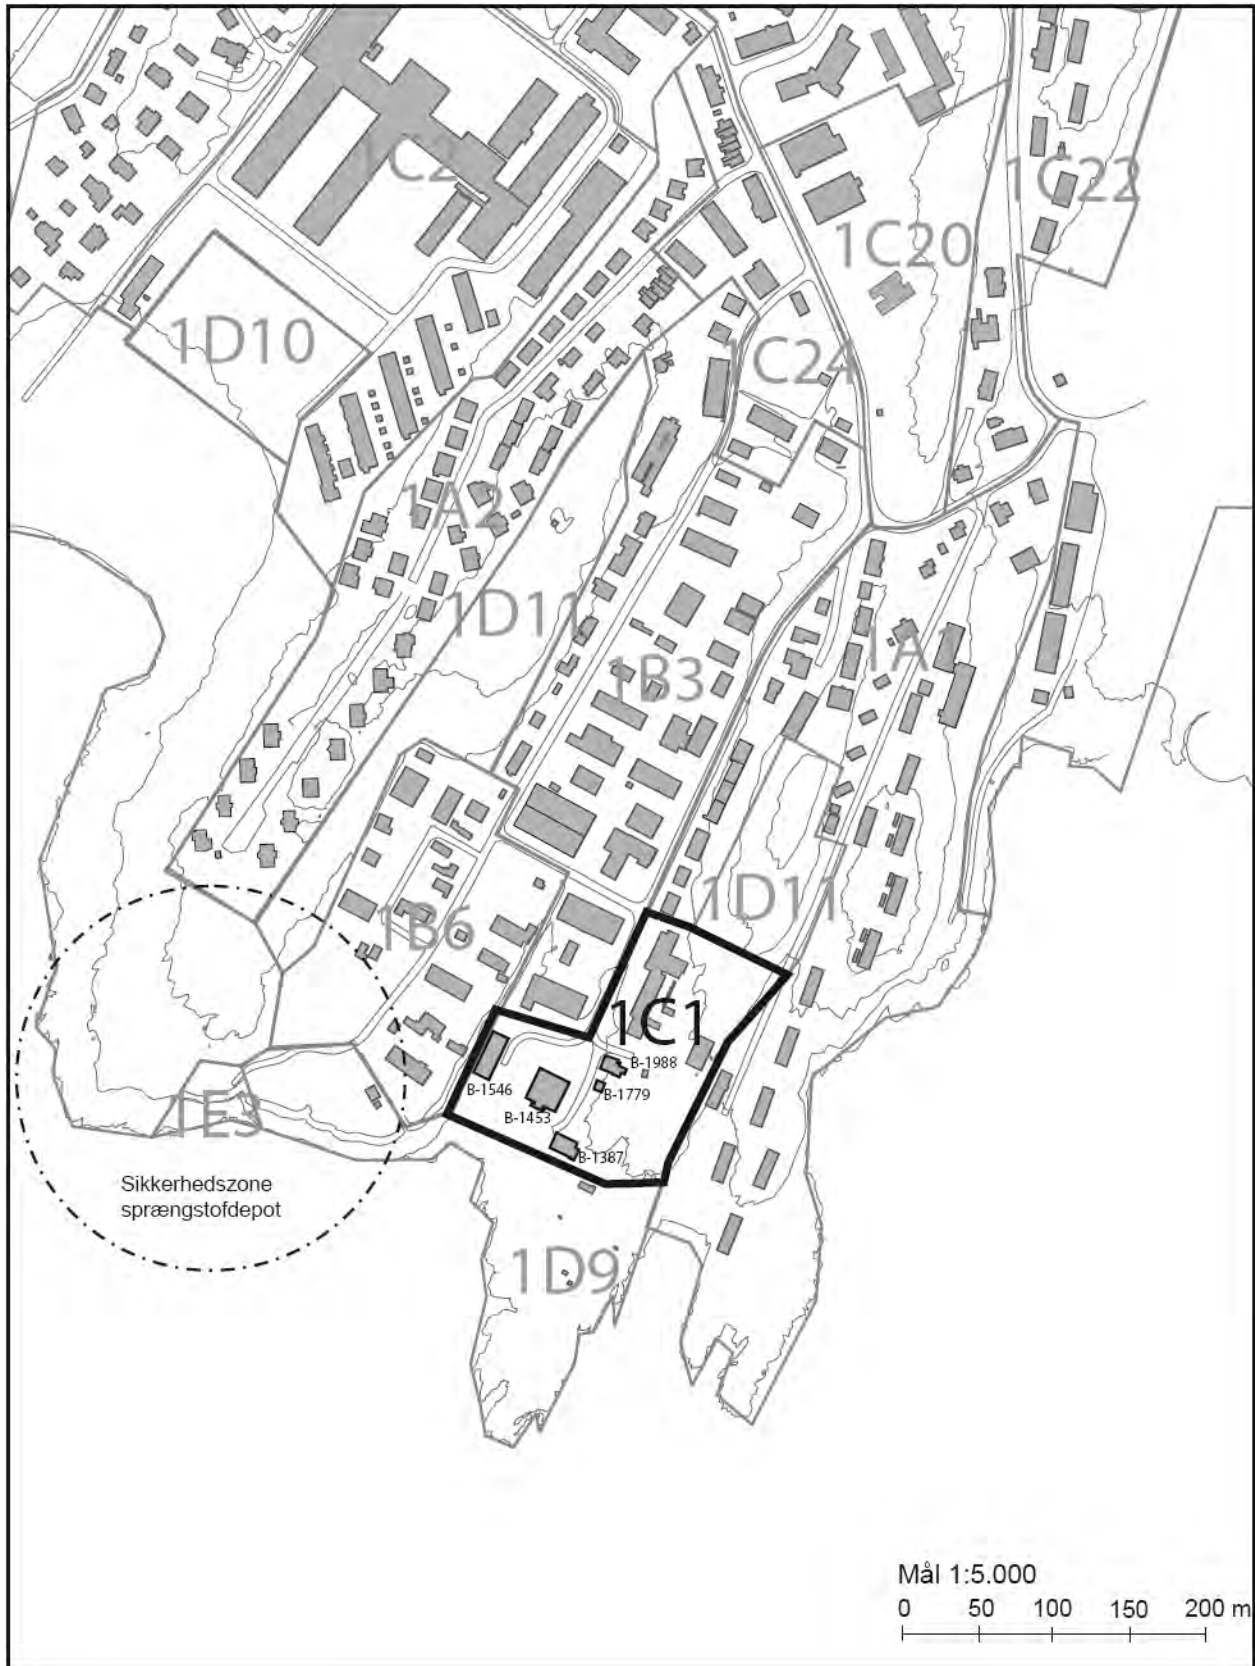 1C2
1C22
1C20
1D10
1C24
1A2
1D11
1A1
1B3
1D11
1B6
1C1
B-1988
B-1546
B-1779
B-1453
1E3
B-1387
Sikkerhedszone
sprængstofdepot
1D9
Mål 1:5.000
0 50 100 150 200 m